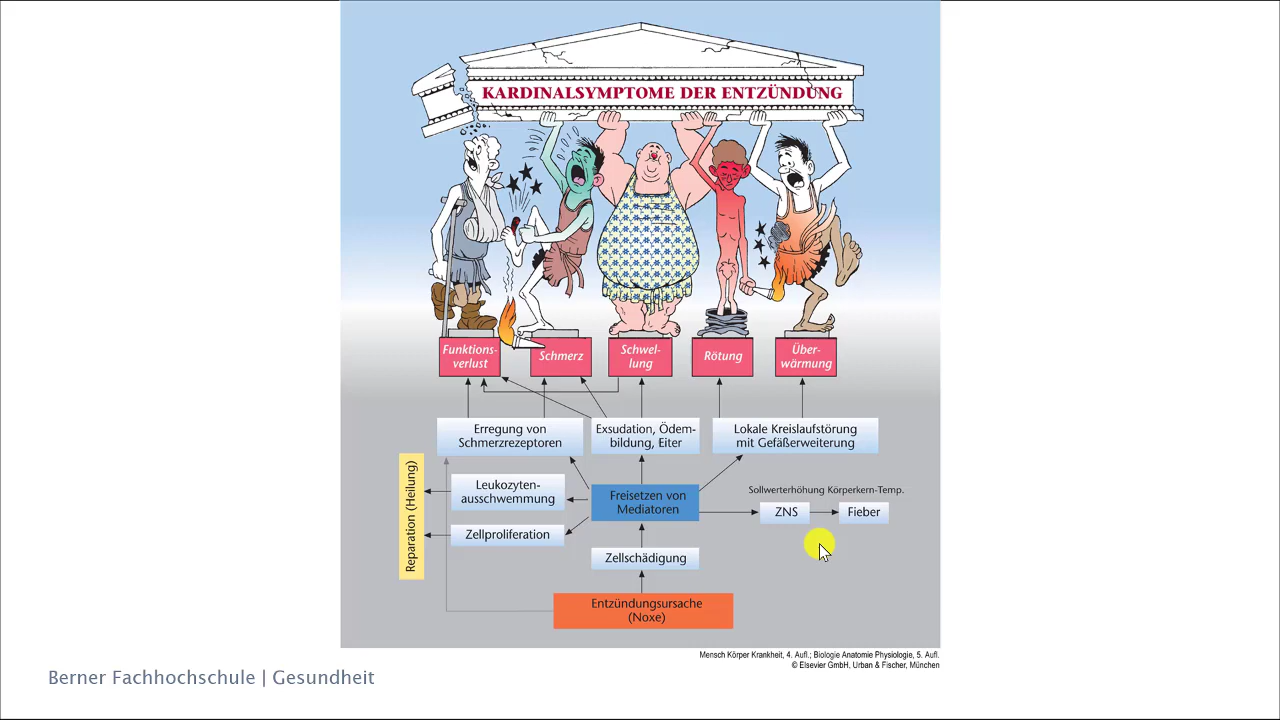 KARDINALSYMPTOME DER ENTZÜNDUNG
Funktions-
verlust
Schmerz
Schwel-
lung
Rötung
Über-
wärmung
Erregung von
Schmerzrezeptoren
Exsudation, Ödem-
bildung, Eiter
Lokale Kreislaufstörung
mit Gefäßerweiterung
Reparation (Heilung)
Leukozyten-
ausschwemmung
Freisetzen von
Mediatoren
Sollwerterhöhung Körperkern-Temp.
ZNS
Fieber
Zellproliferation
Zellschädigung
Entzündungsursache
(Noxe)
Mensch Körper Krankheit, 4. Aufl.; Biologie Anatomie Physiologie, 5. Aufl.
© Elsevier GmbH, Urban & Fischer, München
Berner Fachhochschule | Gesundheit